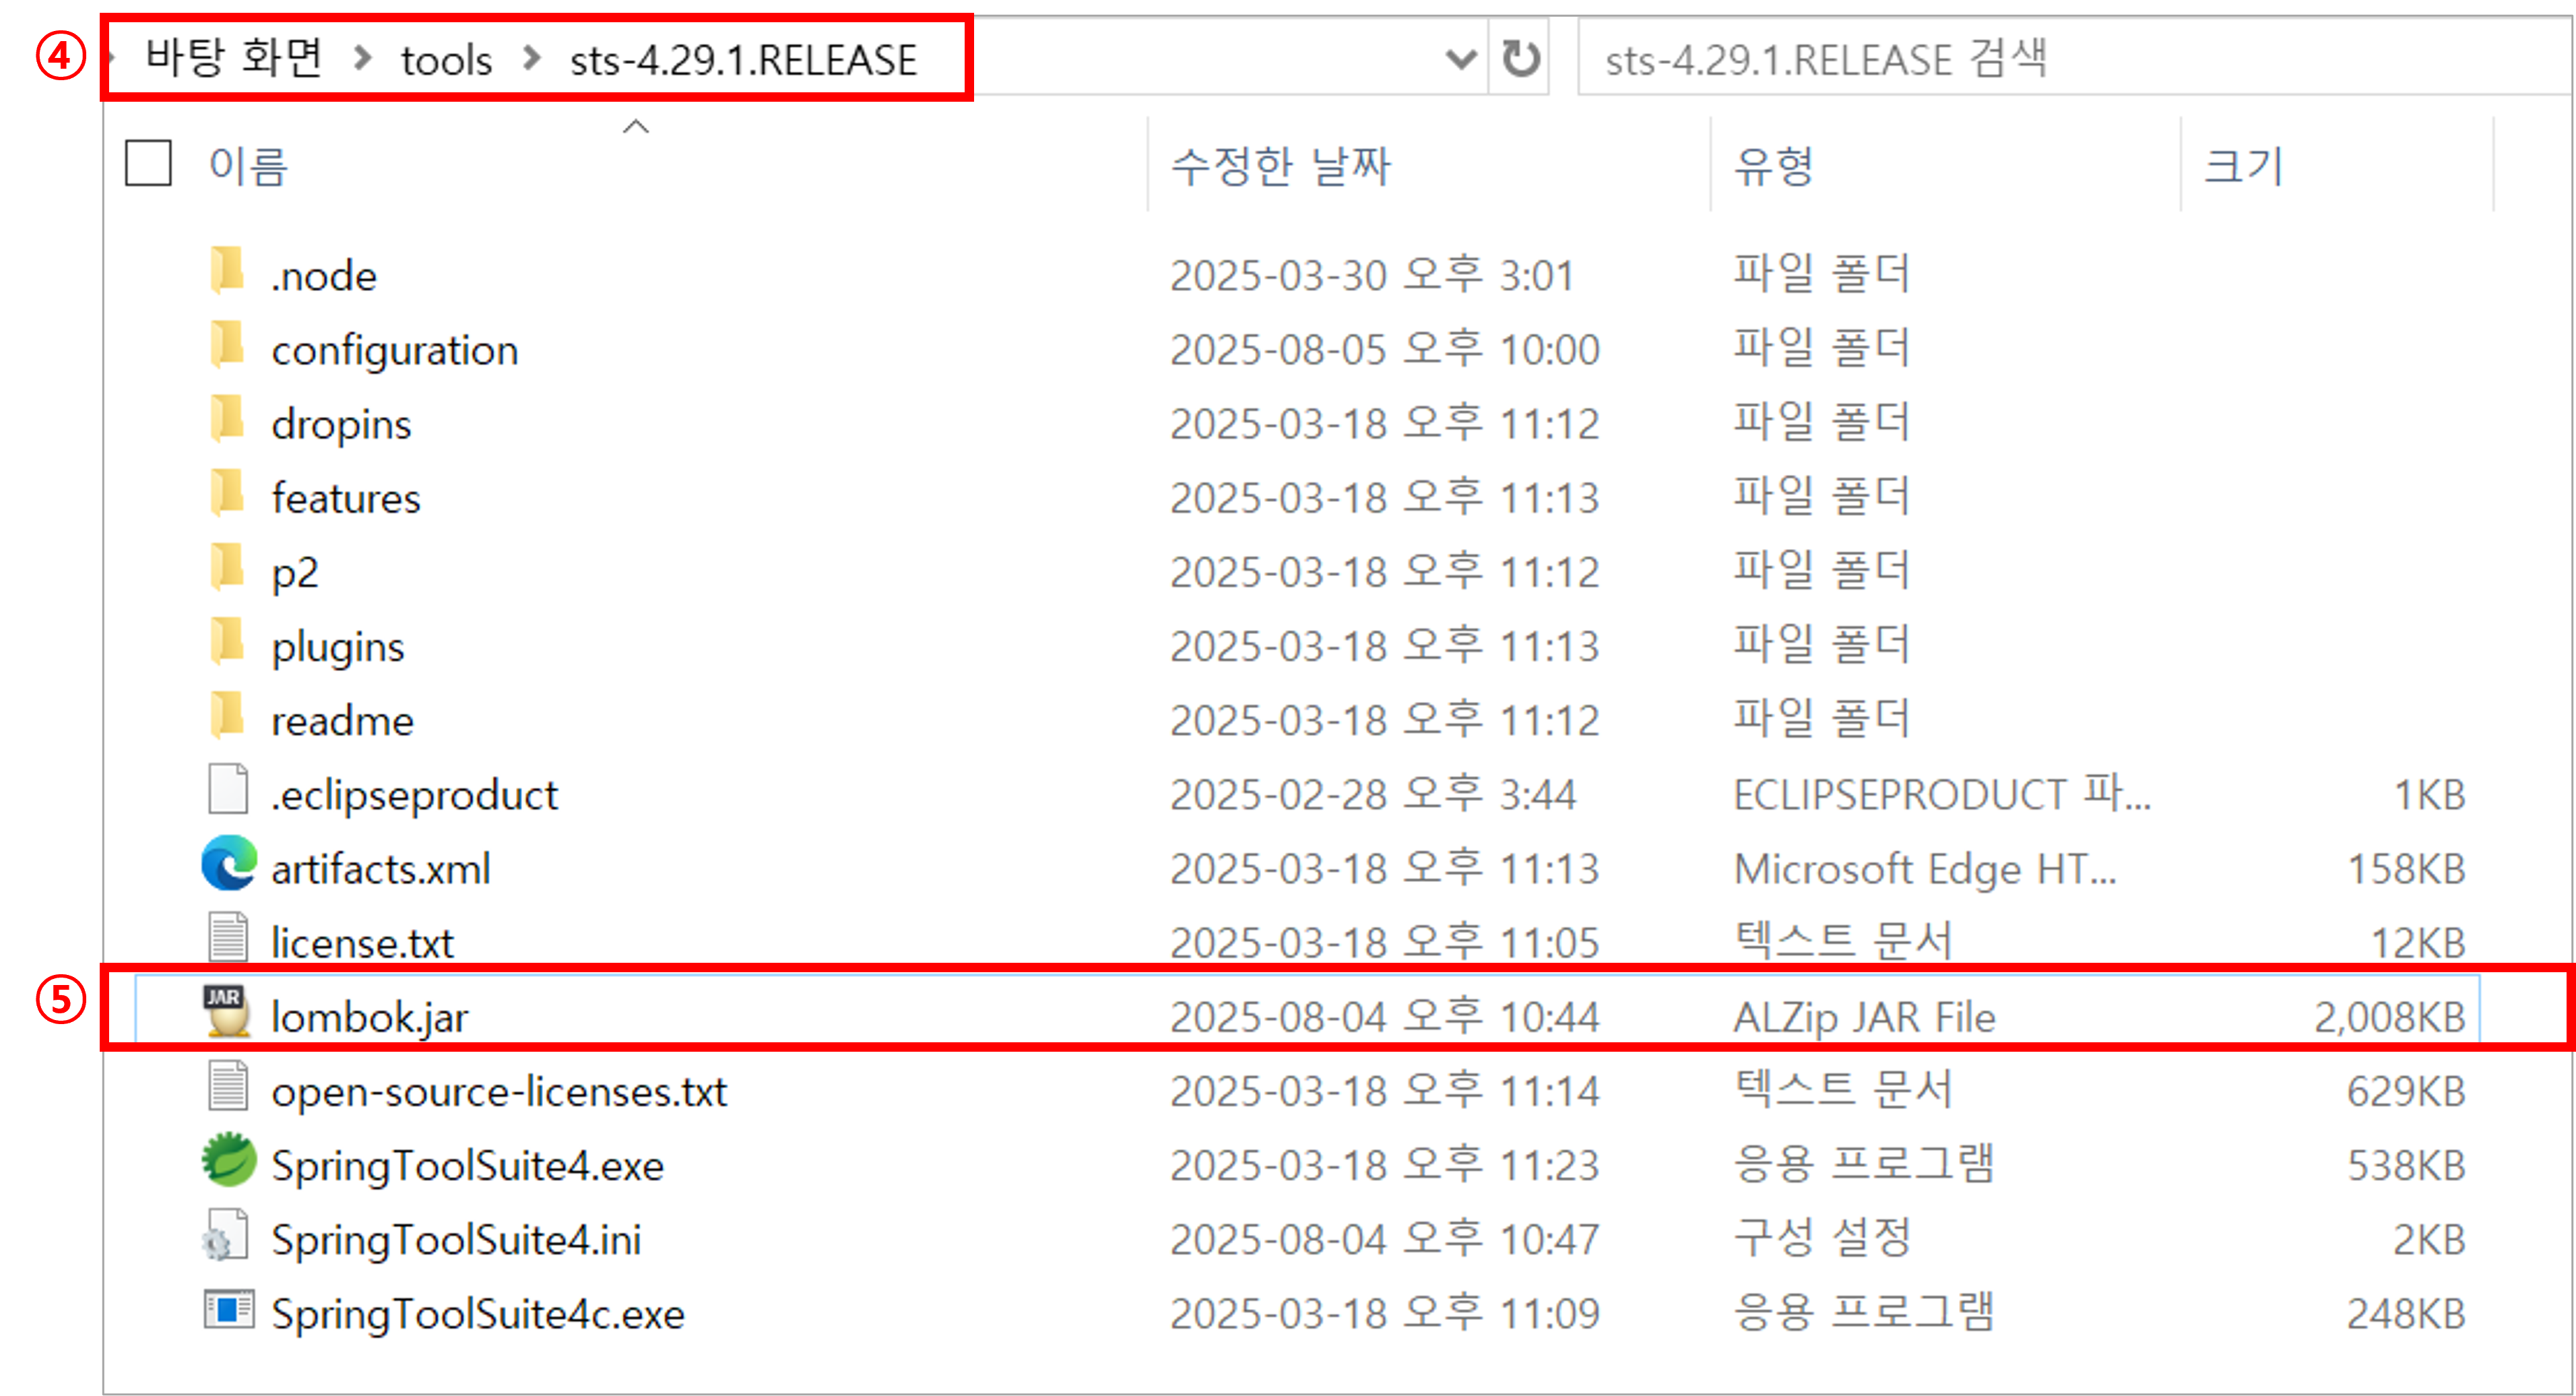 ④ 바탕 화면 > tools > sts-4.29.1.RELEASE sts-4.29.1.RELEASE 검색
이름 수정한 날짜 유형 크기
.node 2025-03-30 오후 3:01 파일 폴더
configuration 2025-08-05 오후 10:00 파일 폴더
dropins 2025-03-18 오후 11:12 파일 폴더
features 2025-03-18 오후 11:13 파일 폴더
p2 2025-03-18 오후 11:12 파일 폴더
plugins 2025-03-18 오후 11:13 파일 폴더
readme 2025-03-18 오후 11:12 파일 폴더
.eclipseproduct 2025-02-28 오후 3:44 ECLIPSEPRODUCT 파... 1KB
artifacts.xml 2025-03-18 오후 11:13 Microsoft Edge HT... 158KB
license.txt 2025-03-18 오후 11:05 텍스트 문서 12KB
⑤ JAR lombok.jar 2025-08-04 오후 10:44 ALZip JAR File 2,008KB
open-source-licenses.txt 2025-03-18 오후 11:14 텍스트 문서 629KB
SpringToolSuite4.exe 2025-03-18 오후 11:23 응용 프로그램 538KB
SpringToolSuite4.ini 2025-08-04 오후 10:47 구성 설정 2KB
SpringToolSuite4c.exe 2025-03-18 오후 11:09 응용 프로그램 248KB